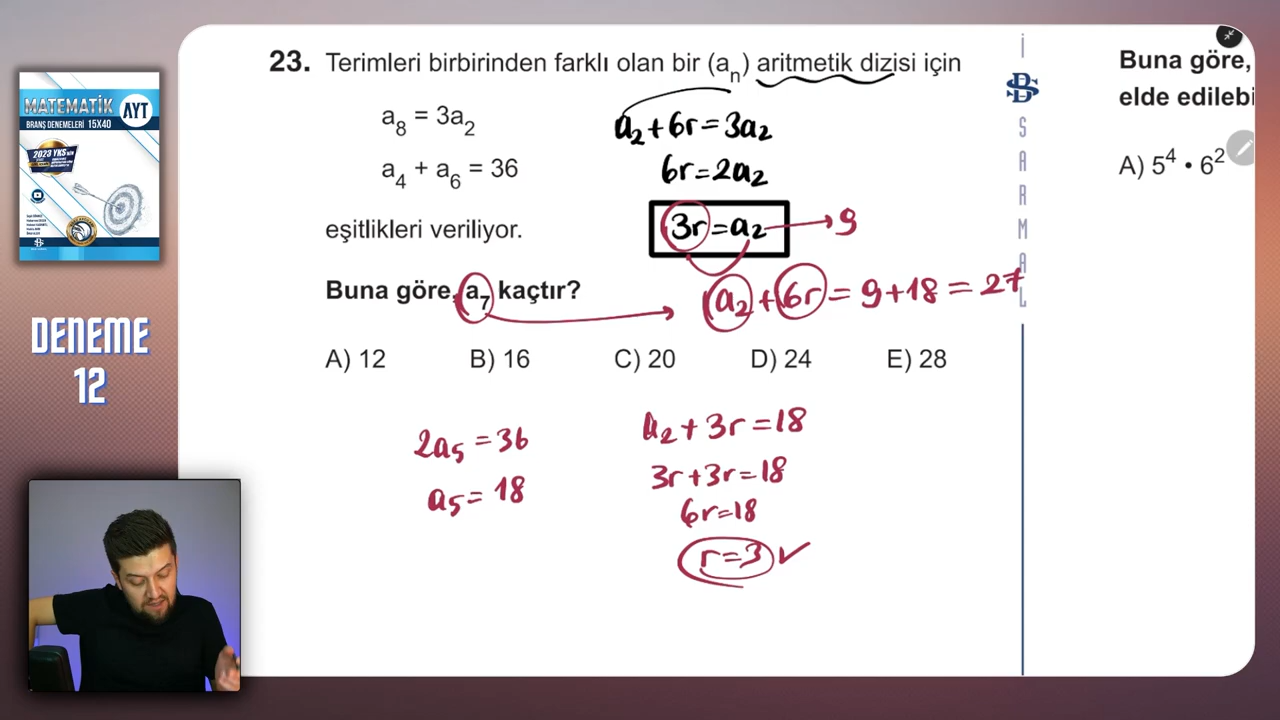 MATEMATİK
AYT
BRANŞ DENEMELERİ 15X40
DENEME
12
23. Terimleri birbirinden farklı olan bir (aₙ) aritmetik dizisi için
a₈ = 3a₂
a₄ + a₆ = 36
eşitlikleri veriliyor.
Buna göre, a₇ kaçtır?
A) 12 B) 16 C) 20 D) 24 E) 28
a₂ + 6r = 3a₂
6r = 2a₂
3r = a₂ → 9
a₂ + 6r = 9 + 18 = 27
2a₅ = 36
a₅ = 18
a₂ + 3r = 18
3r + 3r = 18
6r = 18
r = 3 ✓
İ
S
A
R
M
A
L
Buna göre,
elde edilebi
A) 5⁴ • 6²